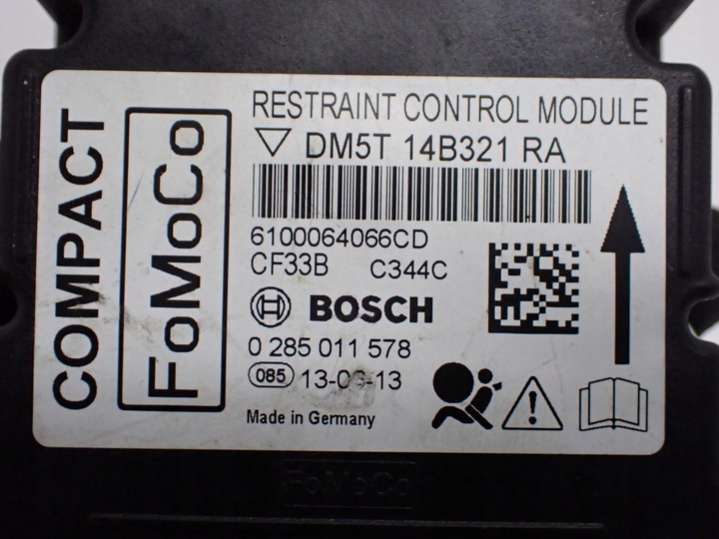 COMPACT
FoMoCo
RESTRAINT CONTROL MODULE
DM5T 14B321 RA
6100064066CD
CF33B C344C
BOSCH
0 285 011 578
085
Made in Germany
FoMoCo